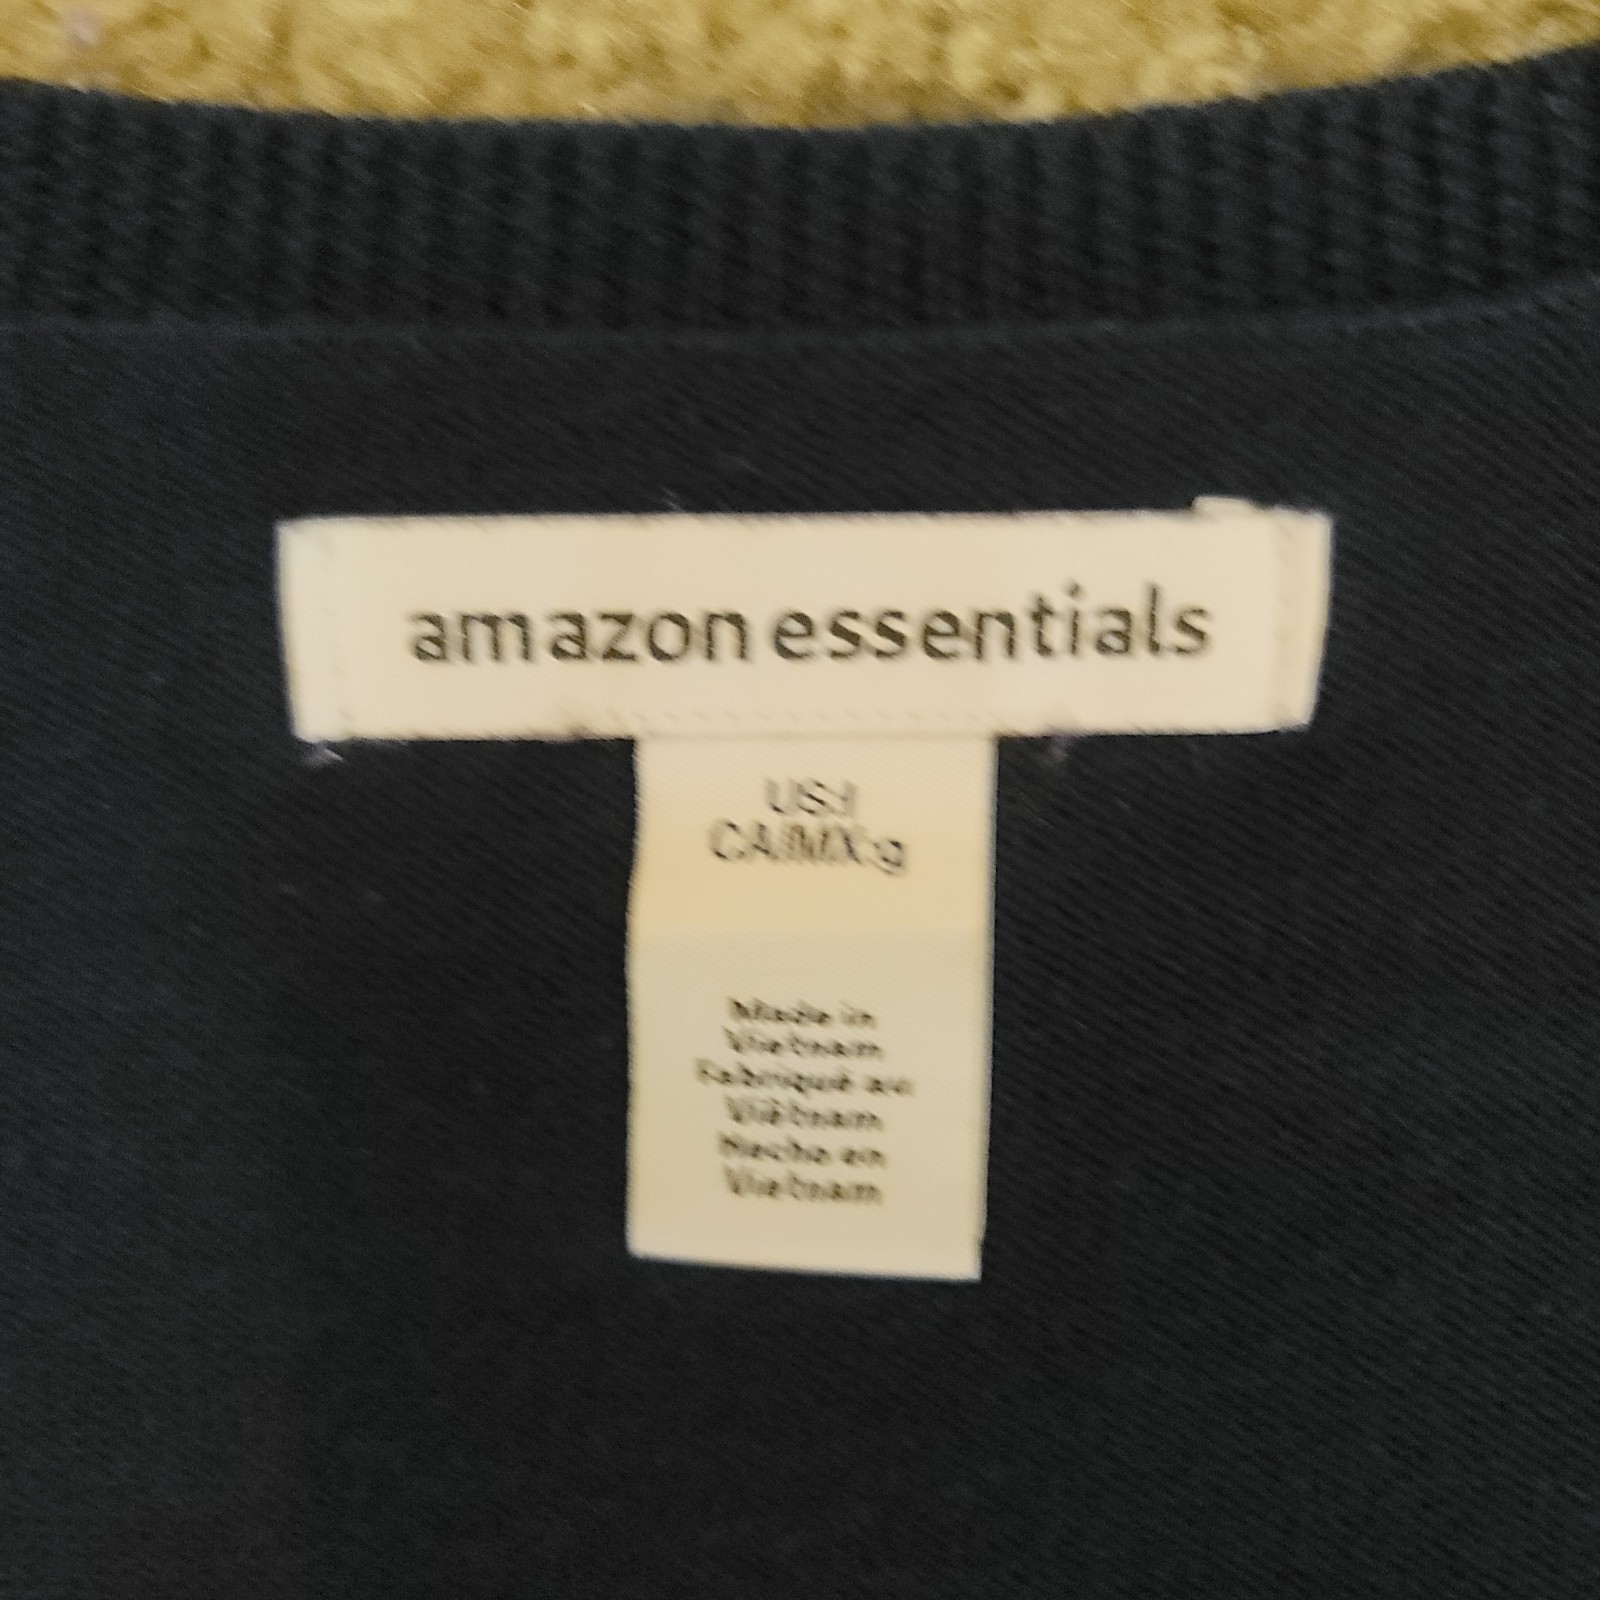 amazon essentials
US:l
CA/MX:g
Made in
Vietnam
Fabriqué au
Viêtnam
Hecho en
Vietnam